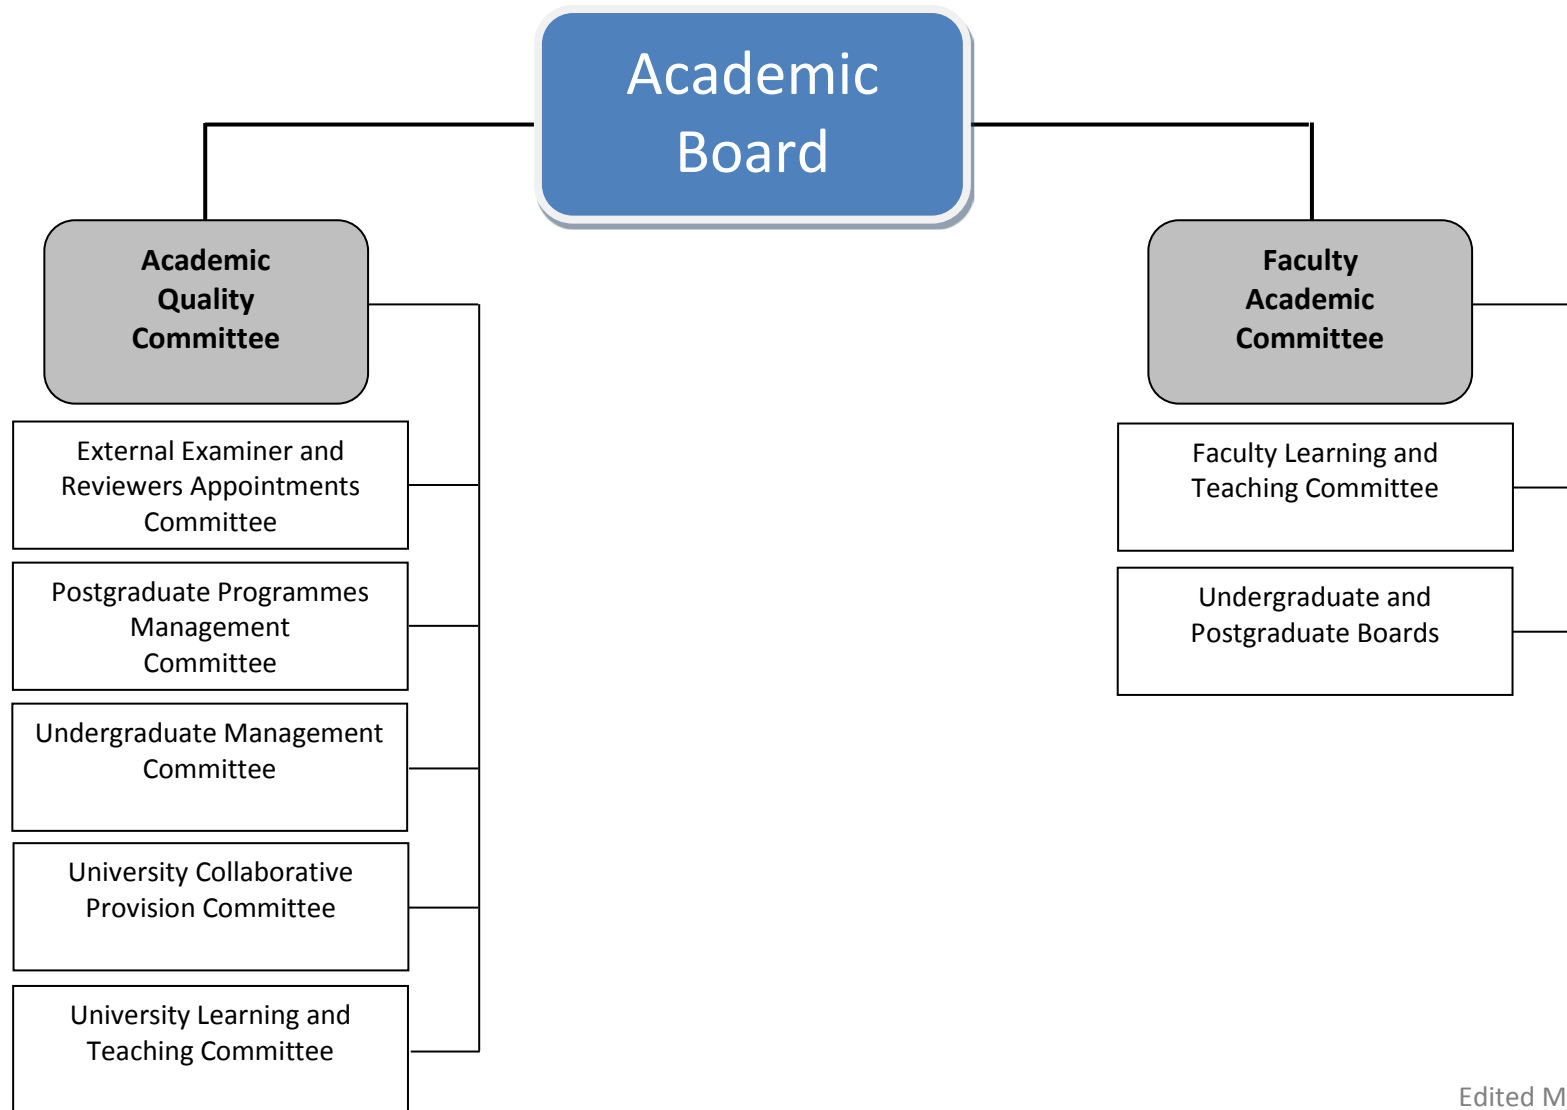 Academic
Board
Academic
Quality
Committee
External Examiner and
Reviewers Appointments
Committee
Postgraduate Programmes
Management
Committee
Undergraduate Management
Committee
University Collaborative
Provision Committee
University Learning and
Teaching Committee
Faculty
Academic
Committee
Faculty Learning and
Teaching Committee
Undergraduate and
Postgraduate Boards
Edited M